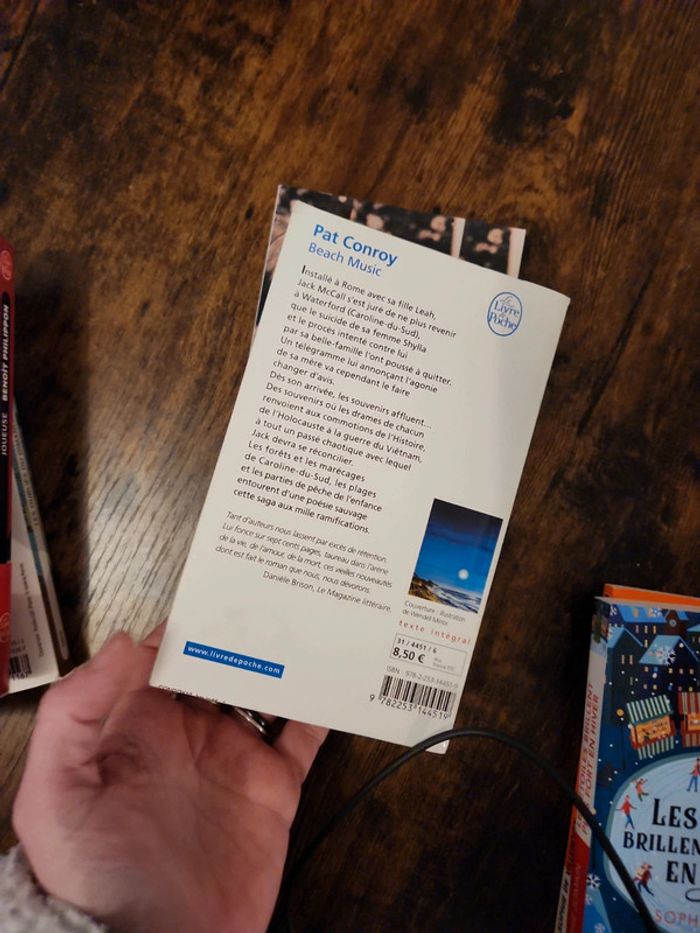 Pat Conroy
Beach Music
Installé à Rome avec sa fille Leah,
Jack McCall s'est juré de ne plus revenir
à Waterford (Caroline-du-Sud),
que le suicide de sa femme Shylla
et le procès intenté contre lui
par sa belle-famille l'ont poussé à quitter.
Un télégramme lui annonçant l'agonie
de sa mère va cependant le faire
changer d'avis.
Dès son arrivée, les souvenirs affluent...
Des souvenirs où les drames de chacun
renvoient aux commotions de l'Histoire,
de l'Holocauste à la guerre du Viêtnam,
à tout un passé chaotique avec lequel
Jack devra se réconcilier.
Les forêts et les marécages
de Caroline-du-Sud, les plages
et les parties de pêche de l'enfance
entourent d'une poésie sauvage
cette saga aux mille ramifications.
Tant d'auteurs nous lassent par excès de rétention.
Lui fonce sur sept cents pages, taureau dans l'arène
de la vie, de l'amour, de la mort, ces vieilles nouveautés
dont est fait le roman que nous, nous dévorons.
Danièle Brison, Le Magazine littéraire.
Le
Livre
de
Poche
Couverture : illustration
de Wendell Minor.
texte intégral
31 / 4451 / 6
8,50 €
Prix
France TTC
ISBN : 978-2-253-14451-9
9 782253 144519
www.livredepoche.com
JOUEUSE BENOÎT PHILIPPON
ÉTOILES BRILLENT
FORT EN HIVER
LES
BRILLEN
EN
SOPH